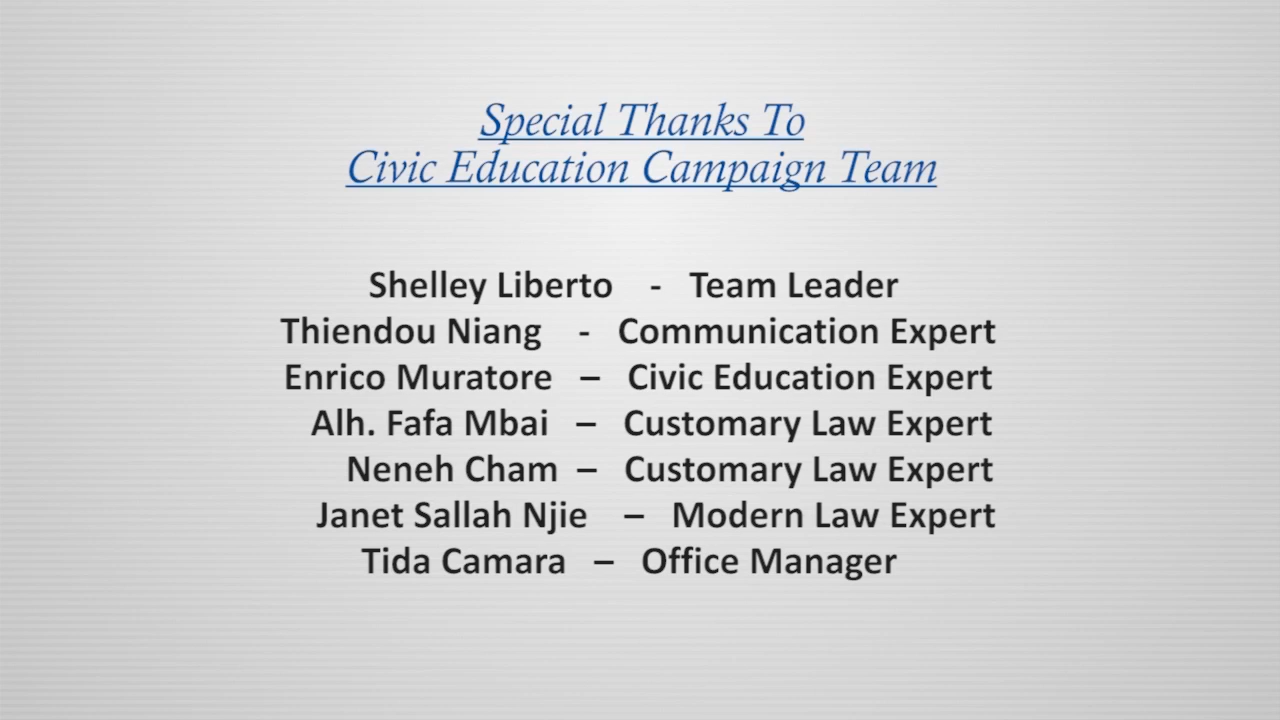 Special Thanks To
Civic Education Campaign Team
Shelley Liberto - Team Leader
Thiendou Niang - Communication Expert
Enrico Muratore – Civic Education Expert
Alh. Fafa Mbai – Customary Law Expert
Neneh Cham – Customary Law Expert
Janet Sallah Njie – Modern Law Expert
Tida Camara – Office Manager